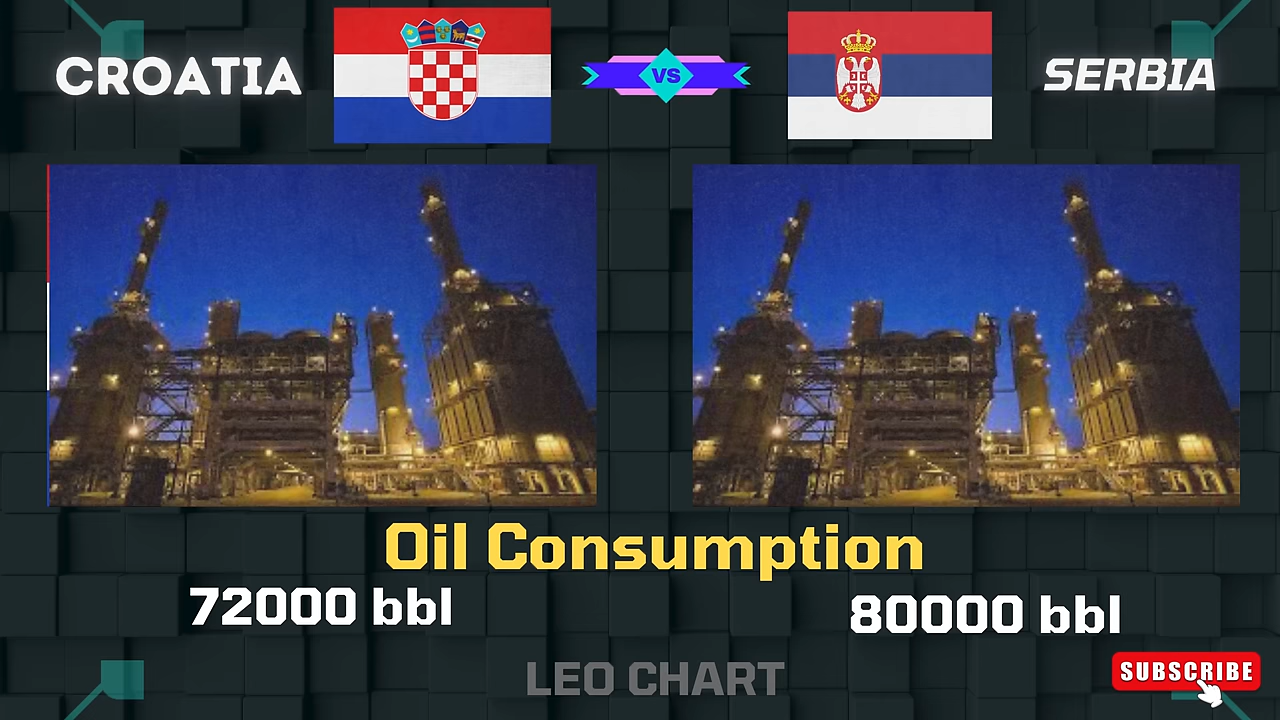 CROATIA
VS
SERBIA
Oil Consumption
72000 bbl
80000 bbl
LEO CHART
SUBSCRIBE